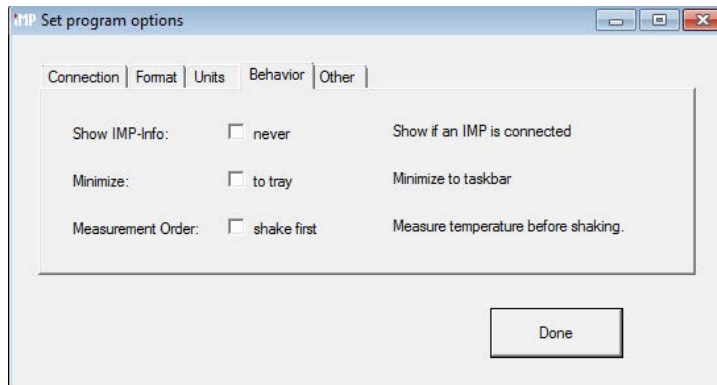 IMP Set program options
Connection Format Units Behavior Other
Show IMP-Info: never Show if an IMP is connected
Minimize: to tray Minimize to taskbar
Measurement Order: shake first Measure temperature before shaking.
Done